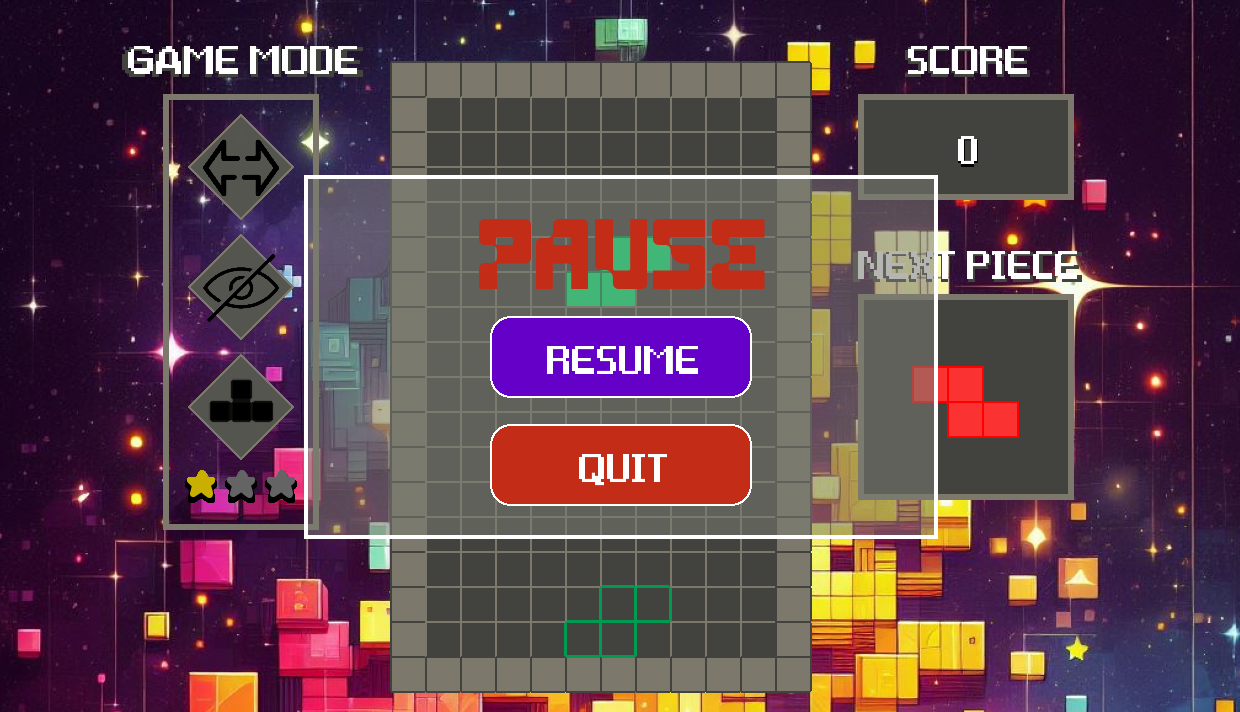 GAME MODE
SCORE
0
NEXT PIECE
PAUSE
RESUME
QUIT